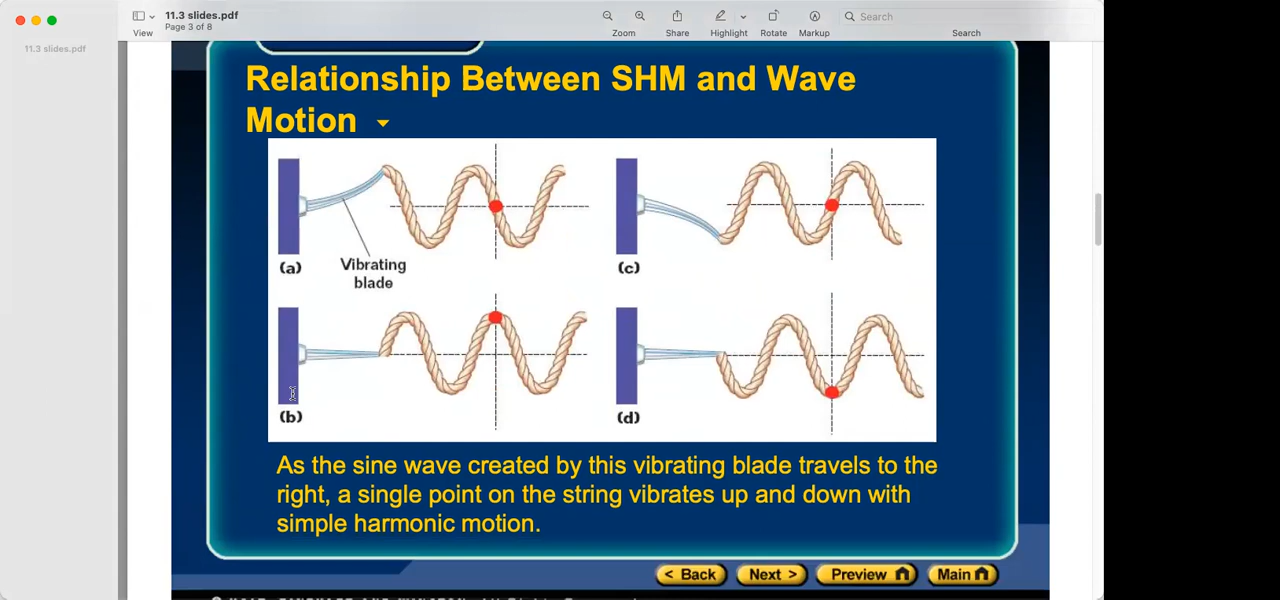 11.3 slides.pdf
Page 3 of 8
View
Zoom
Share
Highlight
Rotate
Markup
Search
Search
11.3 slides.pdf
Relationship Between SHM and Wave
Motion
(a)
Vibrating
blade
(c)
(b)
(d)
As the sine wave created by this vibrating blade travels to the
right, a single point on the string vibrates up and down with
simple harmonic motion.
< Back
Next >
Preview
Main